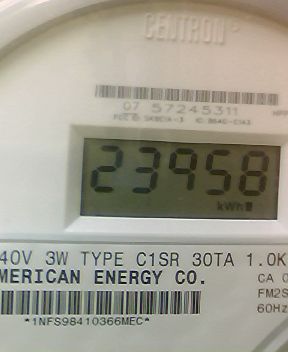 CENTRON
07 57245311
23958
kWh
40V 3W TYPE C1SR 30TA 1.0K
MERICAN ENERGY CO.
CA 0
FM2S
60Hz
*1NFS98410366MEC*